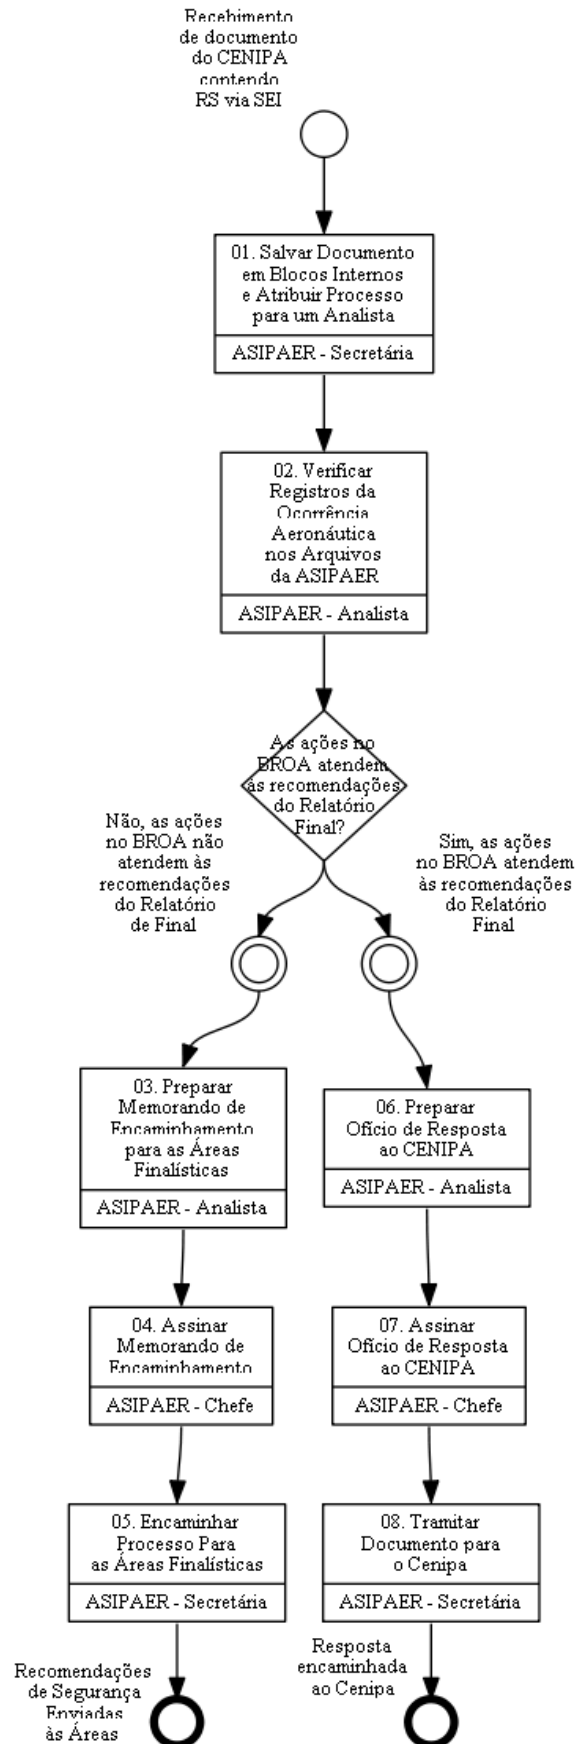 Recebimento
de documento
do CENIPA
contendo
RS via SEI
01. Salvar Documento
em Blocos Internos
e Atribuir Processo
para um Analista
ASIPAER - Secretária
02. Verificar
Registros da
Ocorrência
Aeronáutica
nos Arquivos
da ASIPAER
ASIPAER - Analista
As ações no
BROA atendem
às recomendações
do Relatório
Final?
Não, as ações
no BROA não
atendem às
recomendações
do Relatório
de Final
Sim, as ações
no BROA atendem
às recomendações
do Relatório
Final
03. Preparar
Memorando de
Encaminhamento
para as Áreas
Finalísticas
ASIPAER - Analista
06. Preparar
Ofício de Resposta
ao CENIPA
ASIPAER - Analista
04. Assinar
Memorando de
Encaminhamento
ASIPAER - Chefe
07. Assinar
Ofício de Resposta
ao CENIPA
ASIPAER - Chefe
05. Encaminhar
Processo Para
as Áreas Finalísticas
ASIPAER - Secretária
08. Tramitar
Documento para
o Cenipa
ASIPAER - Secretária
Recomendações
de Segurança
Enviadas
às Áreas
Resposta
encaminhada
ao Cenipa